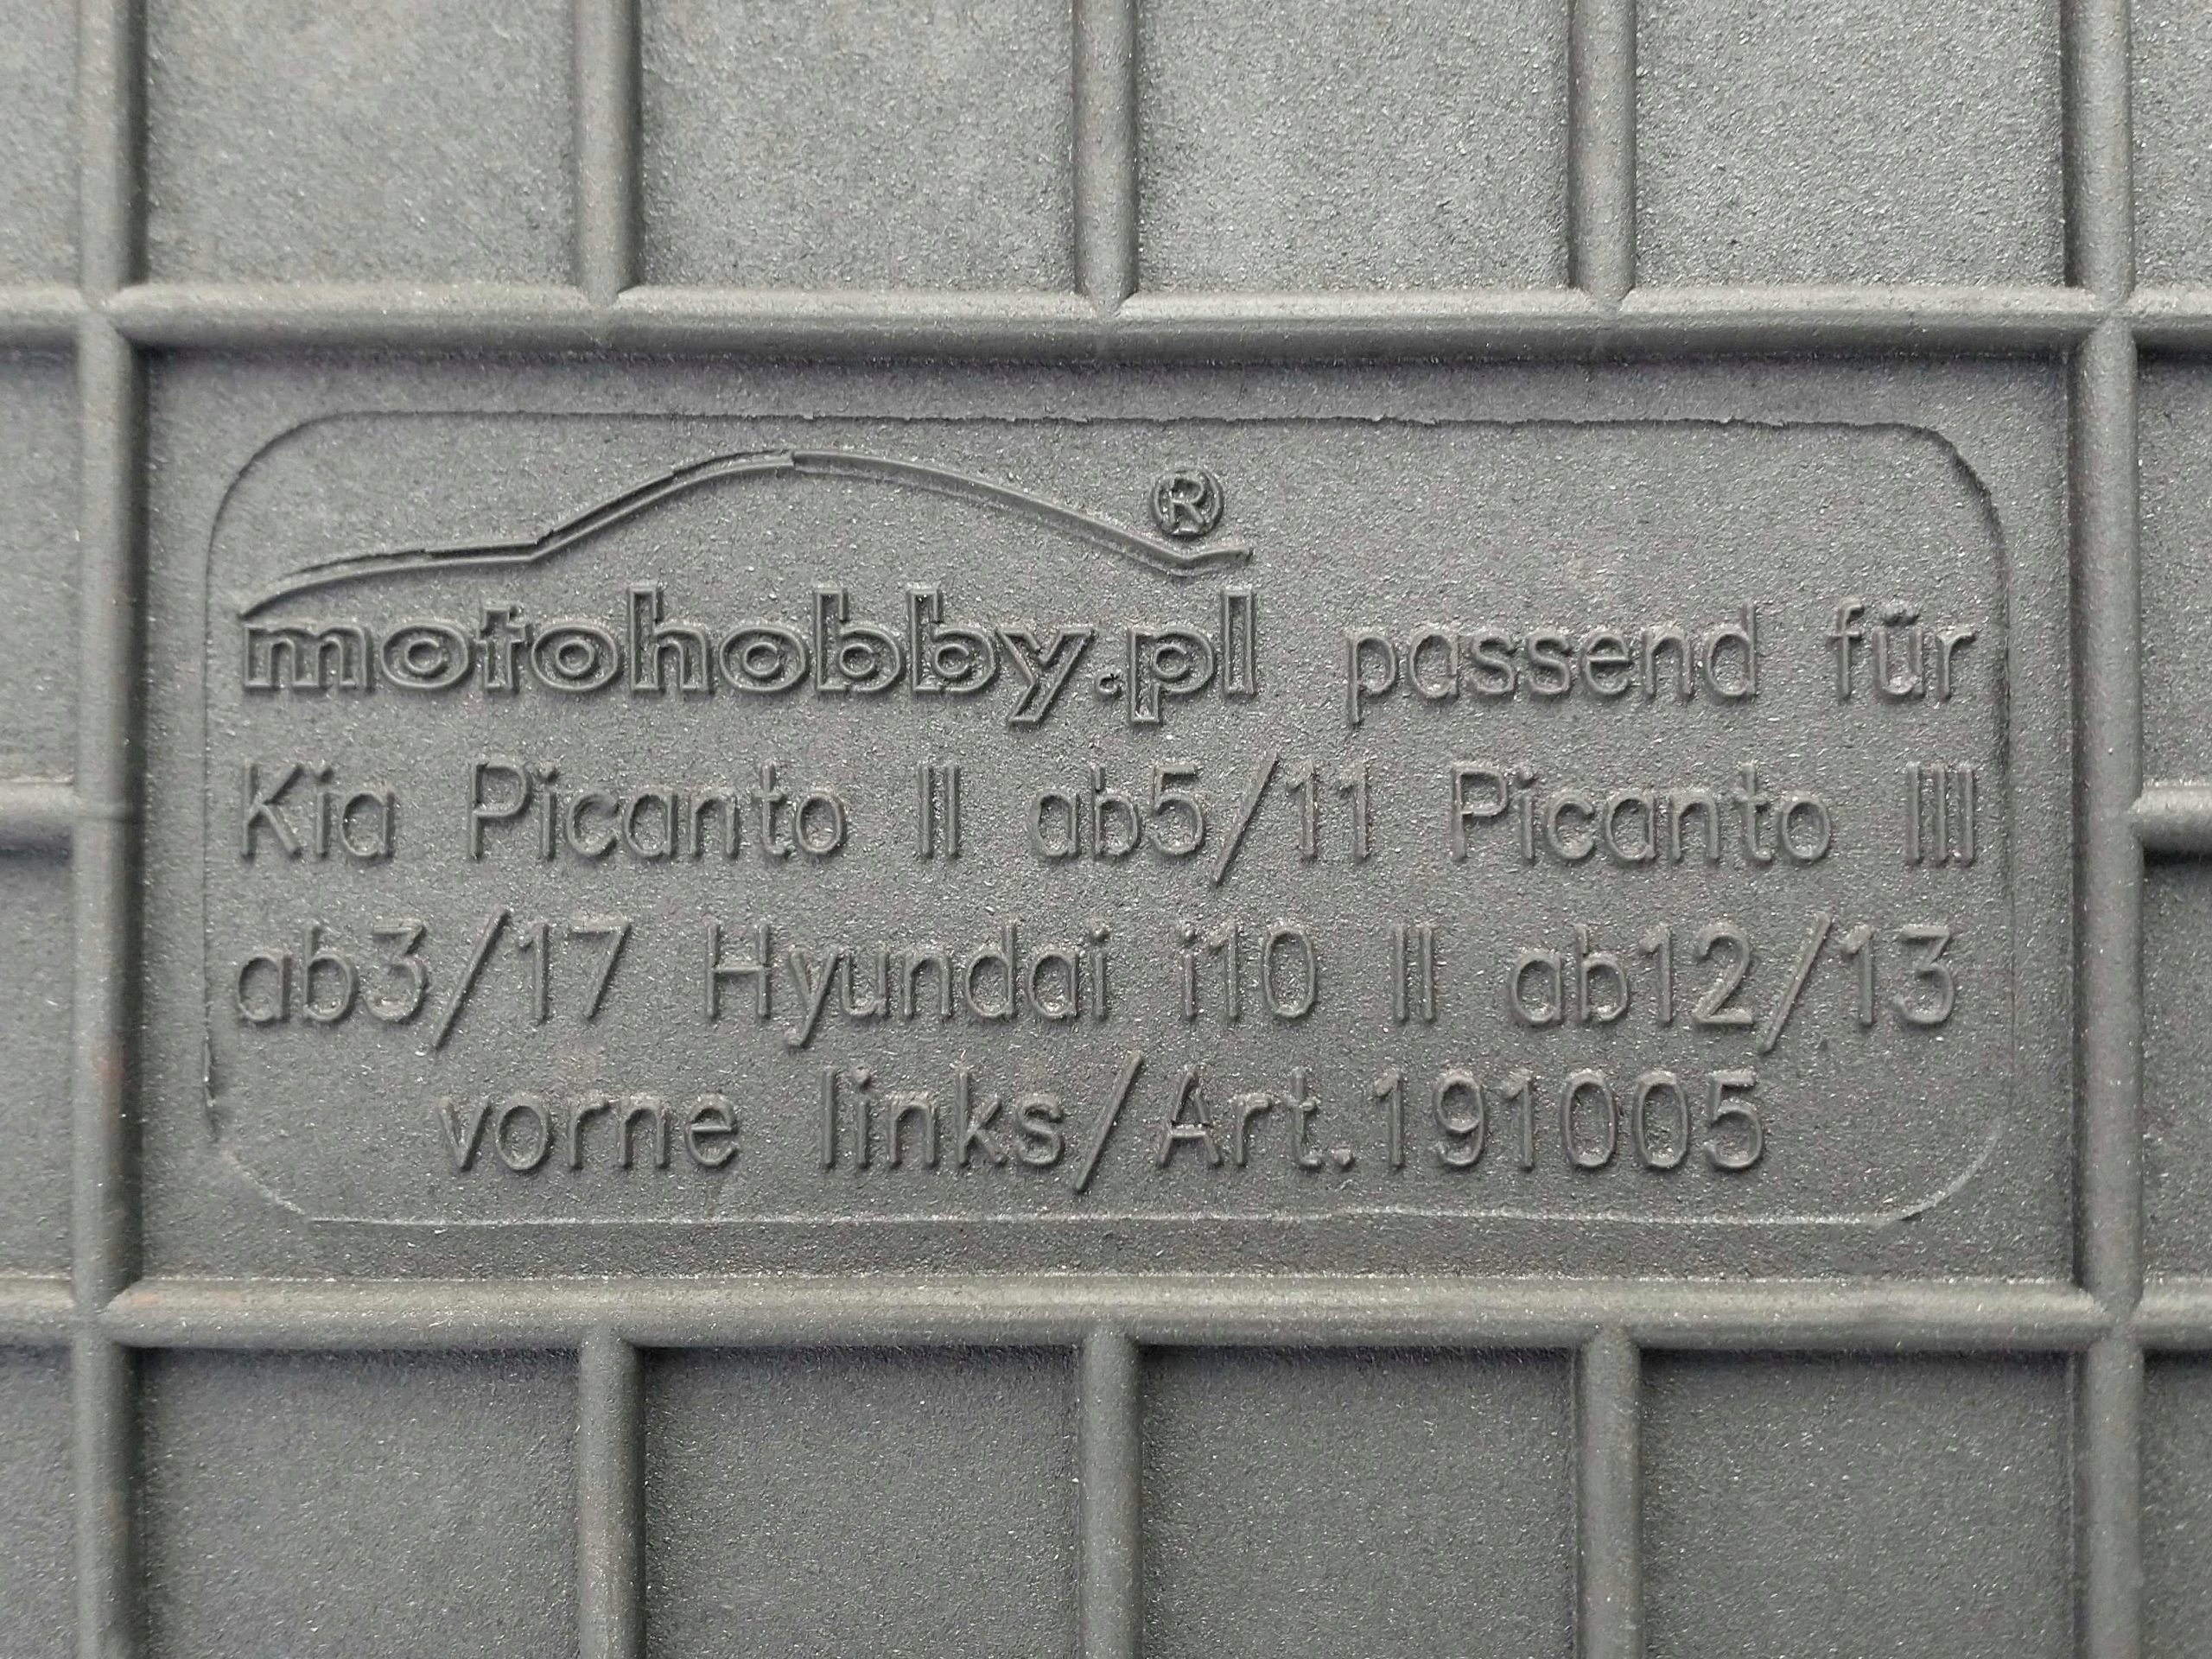 motohobby.pl ® passend für
Kia Picanto II ab5/11 Picanto III
ab3/17 Hyundai i10 II ab12/13
vorne links/Art.191005